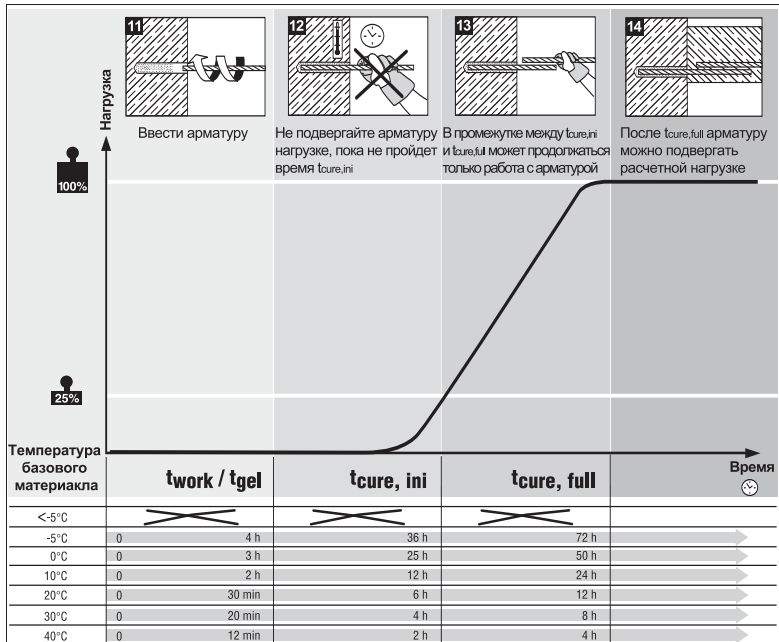 11
12
13
14
Нагрузка
Ввести арматуру
Не подвергайте арматуру
нагрузке, пока не пройдет
время tcure,ini
В промежутке между tcure,ini
и tcure,full может продолжаться
только работа с арматурой
После tcure,full арматуру
можно подвергать
расчетной нагрузке
100%
25%
Температура
базового
материакла
twork / tgel
tcure, ini
tcure, full
Время
<-5°C
-5°C 0 4 h 36 h 72 h
0°C 0 3 h 25 h 50 h
10°C 0 2 h 12 h 24 h
20°C 0 30 min 6 h 12 h
30°C 0 20 min 4 h 8 h
40°C 0 12 min 2 h 4 h